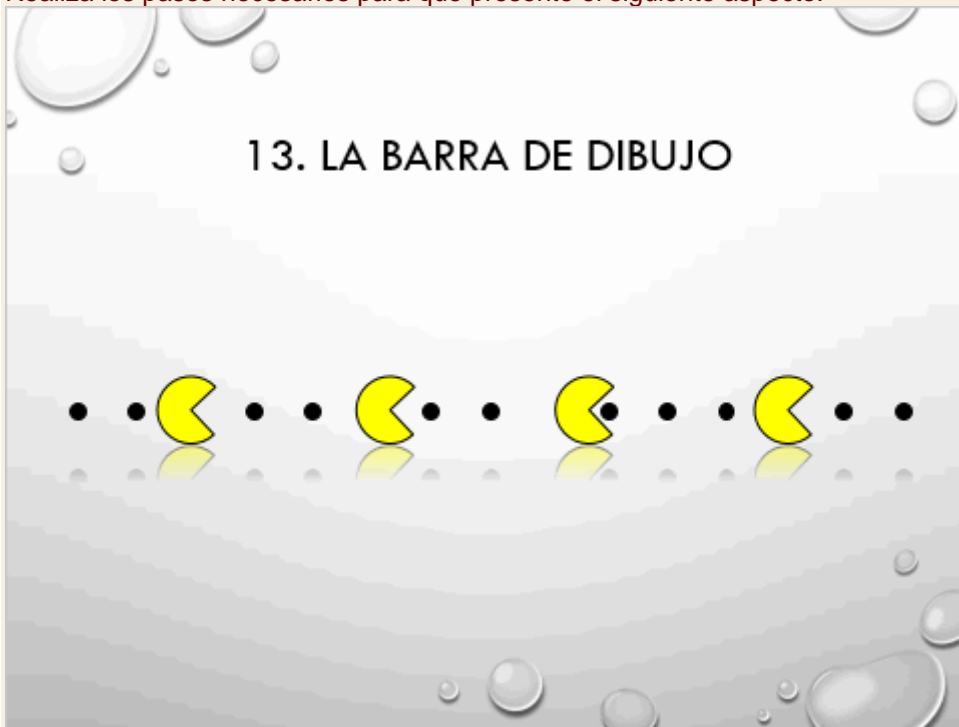 Realiza los pasos necesarios para que presente el siguiente aspecto:
13. LA BARRA DE DIBUJO